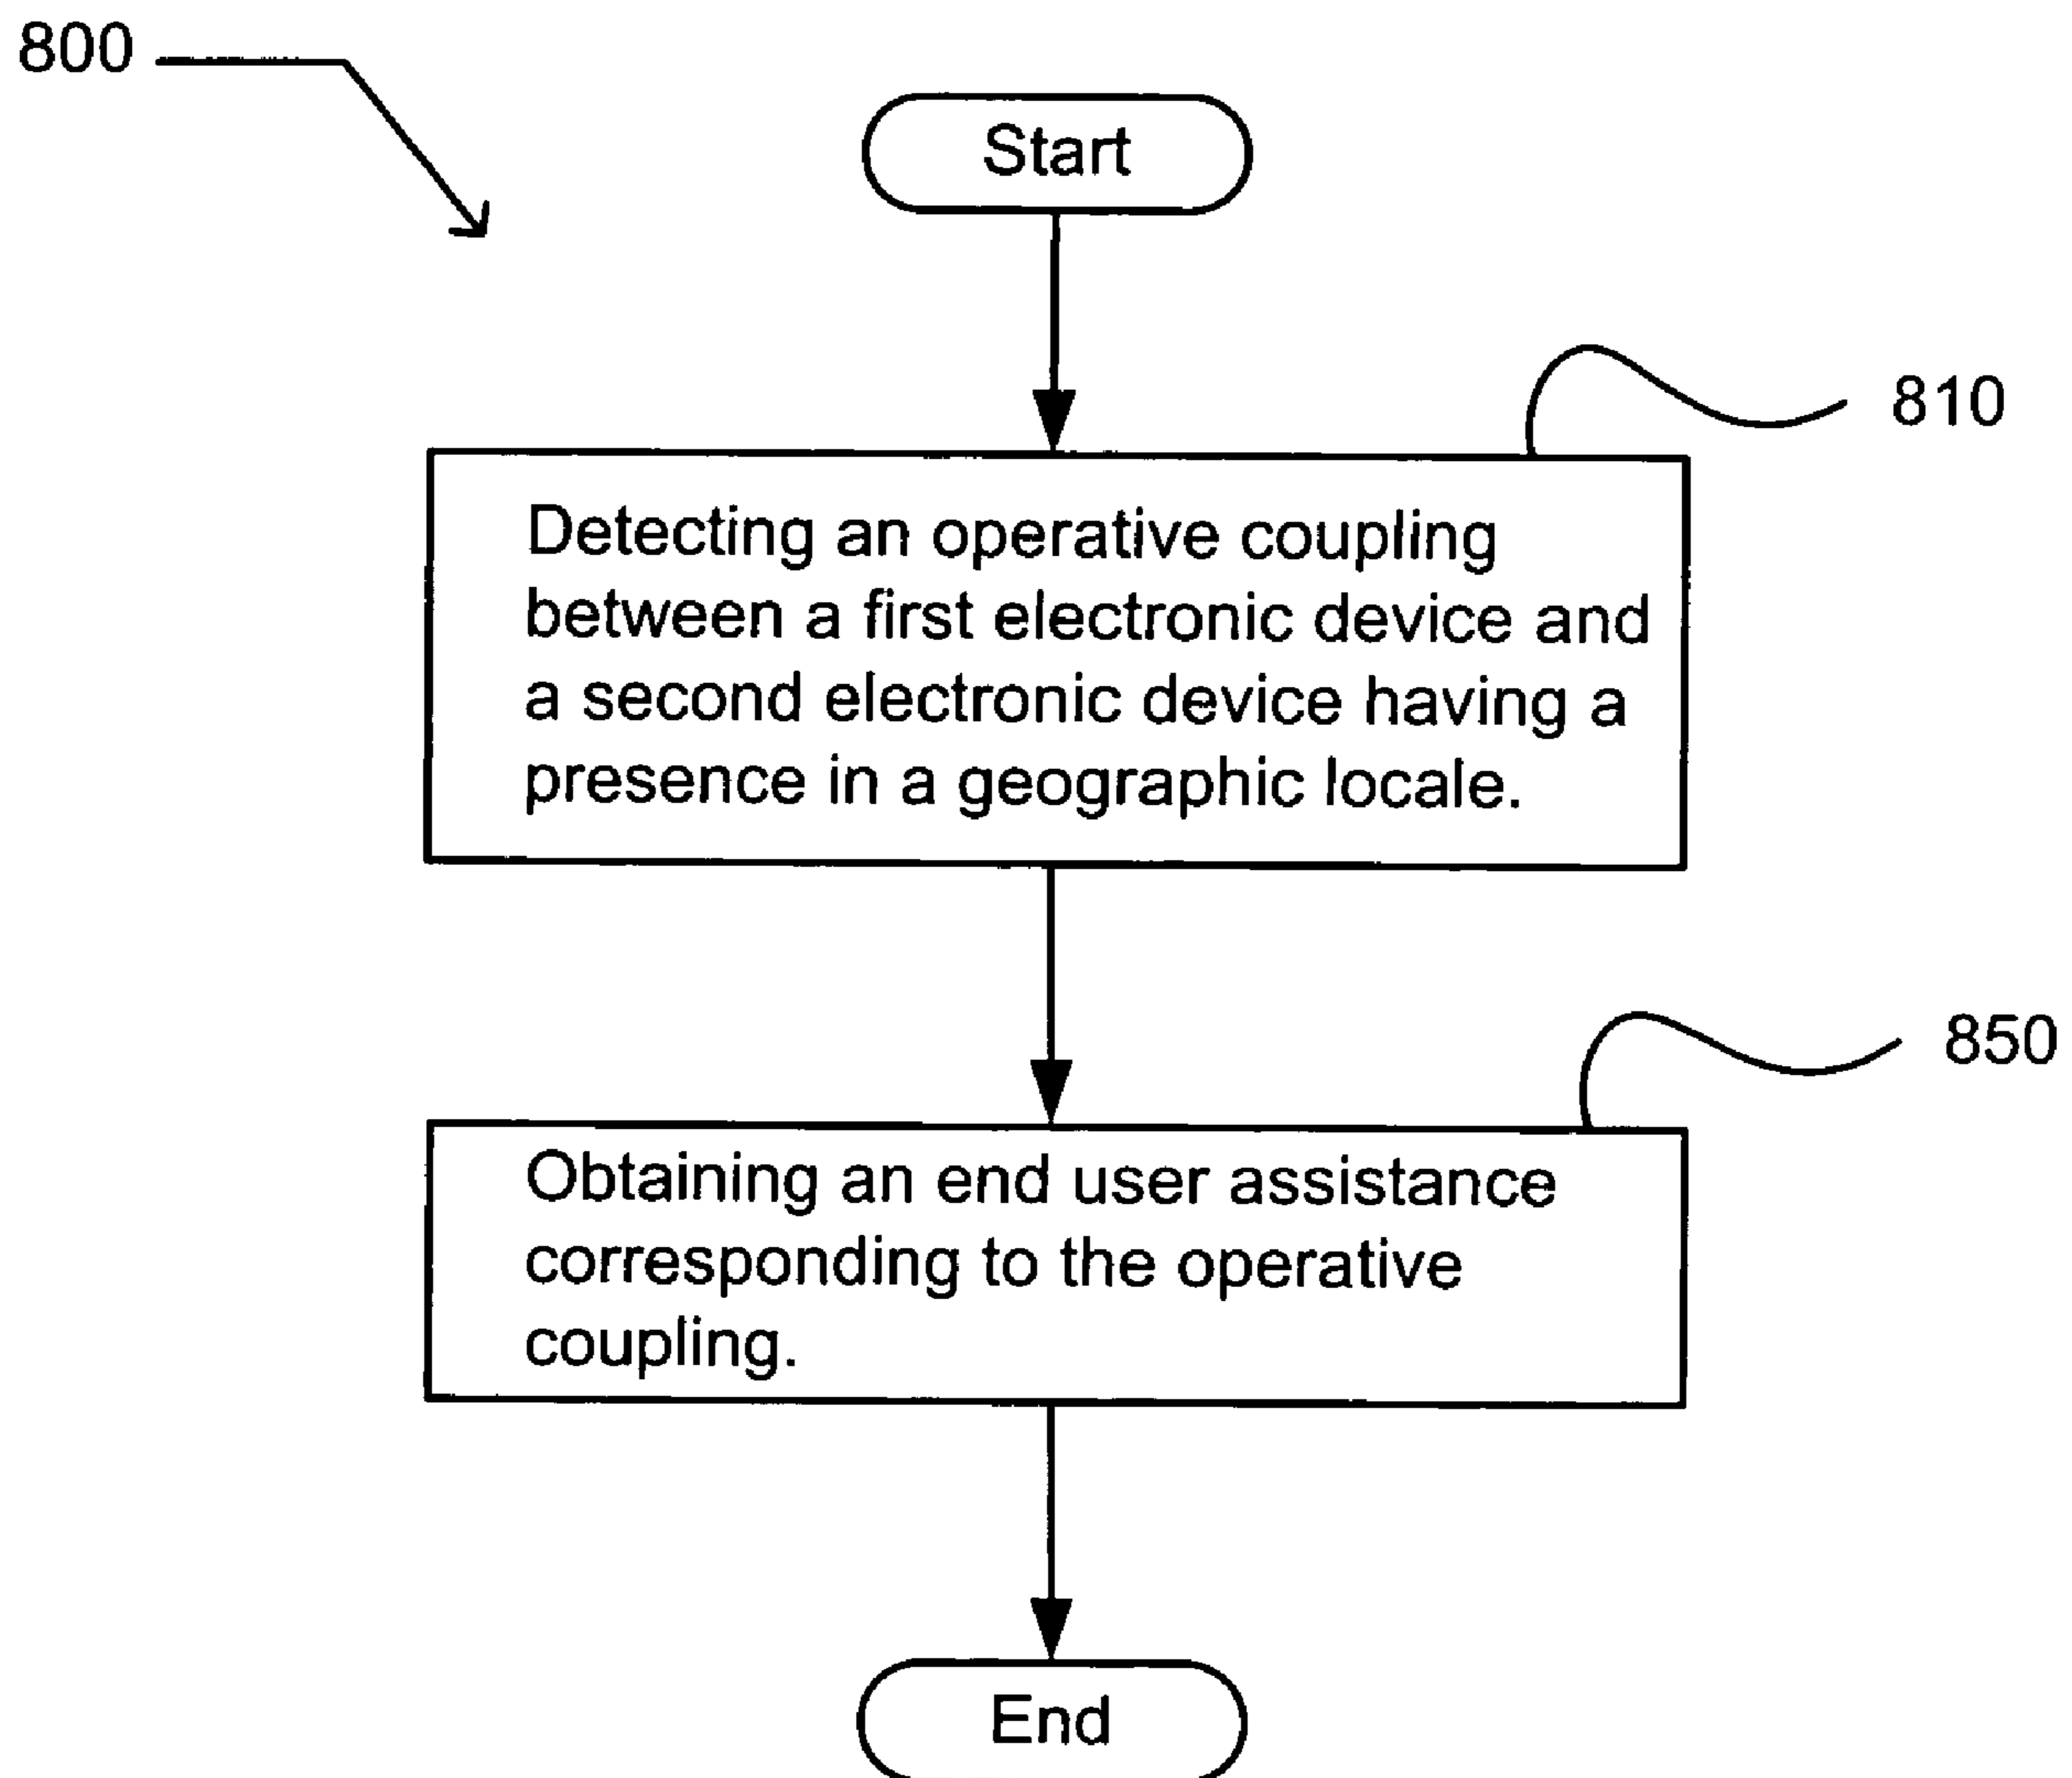 800
Start
810
Detecting an operative coupling
between a first electronic device and
a second electronic device having a
presence in a geographic locale.
850
Obtaining an end user assistance
corresponding to the operative
coupling.
End